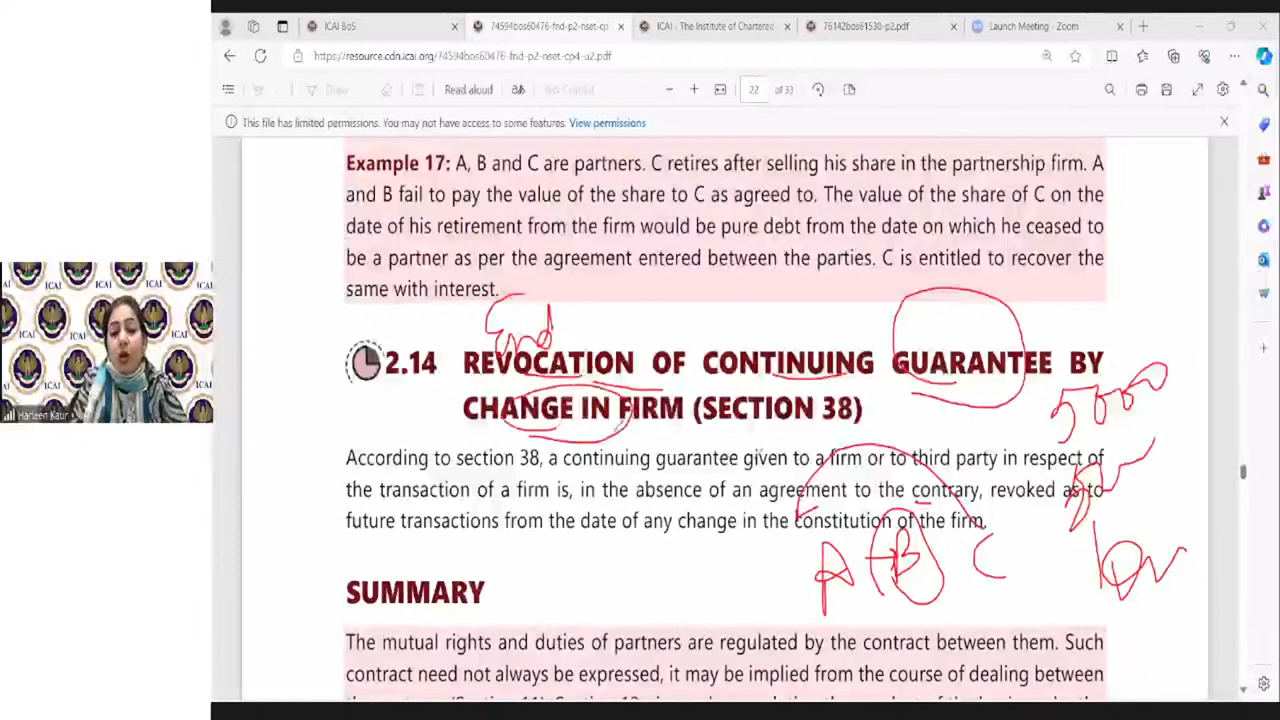 ICAI BoS
74594bos60476-fnd-p2-nset-cp
ICAI - The Institute of Chartered
76142bos61530-p2.pdf
Launch Meeting - Zoom
https://resource.cdn.icai.org/74594bos60476-fnd-p2-nset-cp4-u2.pdf
Draw
Read aloud
Ask Copilot
22 of 33
This file has limited permissions. You may not have access to some features. View permissions
Example 17: A, B and C are partners. C retires after selling his share in the partnership firm. A
and B fail to pay the value of the share to C as agreed to. The value of the share of C on the
date of his retirement from the firm would be pure debt from the date on which he ceased to
be a partner as per the agreement entered between the parties. C is entitled to recover the
same with interest.
End
2.14 REVOCATION OF CONTINUING GUARANTEE BY
CHANGE IN FIRM (SECTION 38)
5000
According to section 38, a continuing guarantee given to a firm or to third party in respect of
the transaction of a firm is, in the absence of an agreement to the contrary, revoked as to
future transactions from the date of any change in the constitution of the firm.
A B C
SUMMARY
The mutual rights and duties of partners are regulated by the contract between them. Such
contract need not always be expressed, it may be implied from the course of dealing between
ICAI
ICAI
Harleen Kaur